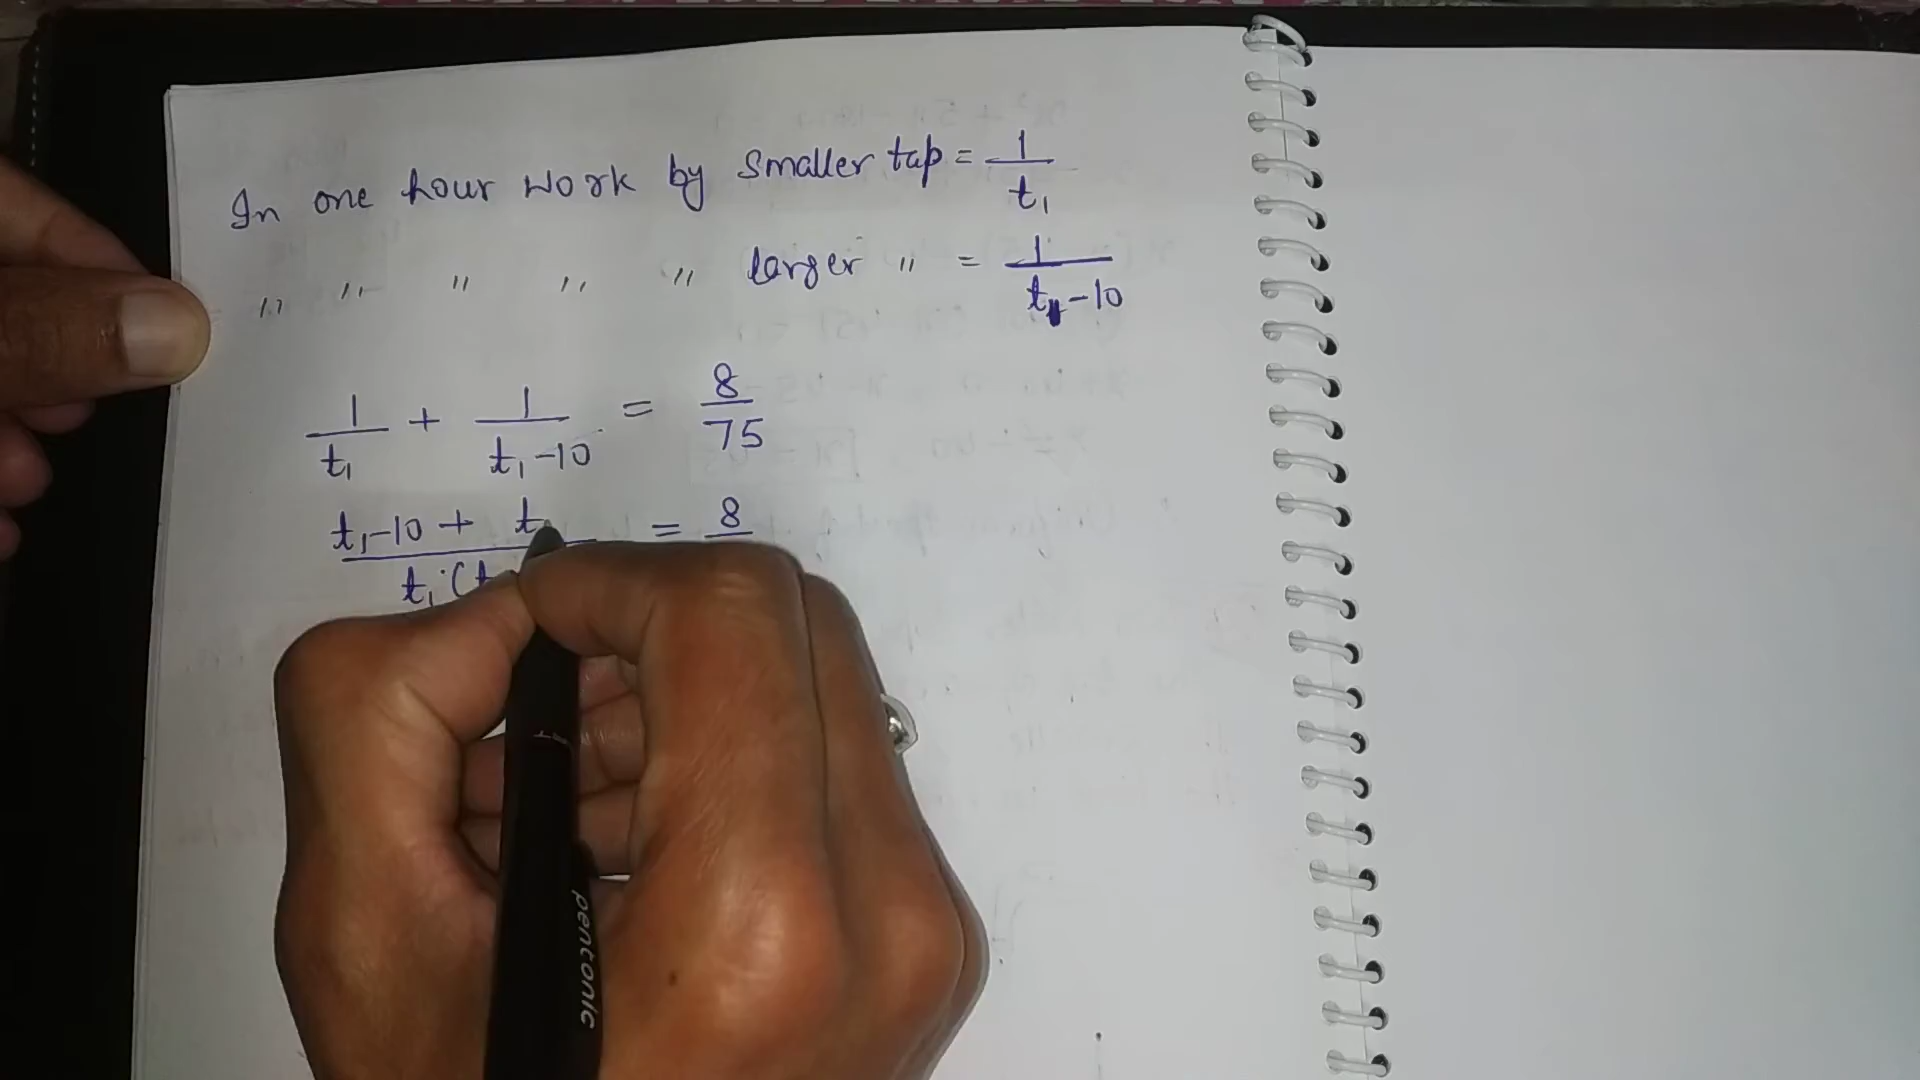 In one hour work by smaller tap = 1/t₁
" " " " " larger " = 1/t₁-10
1/t₁ + 1/t₁-10 = 8/75
t₁-10 + t₁/t₁·(t = 8
pentonic